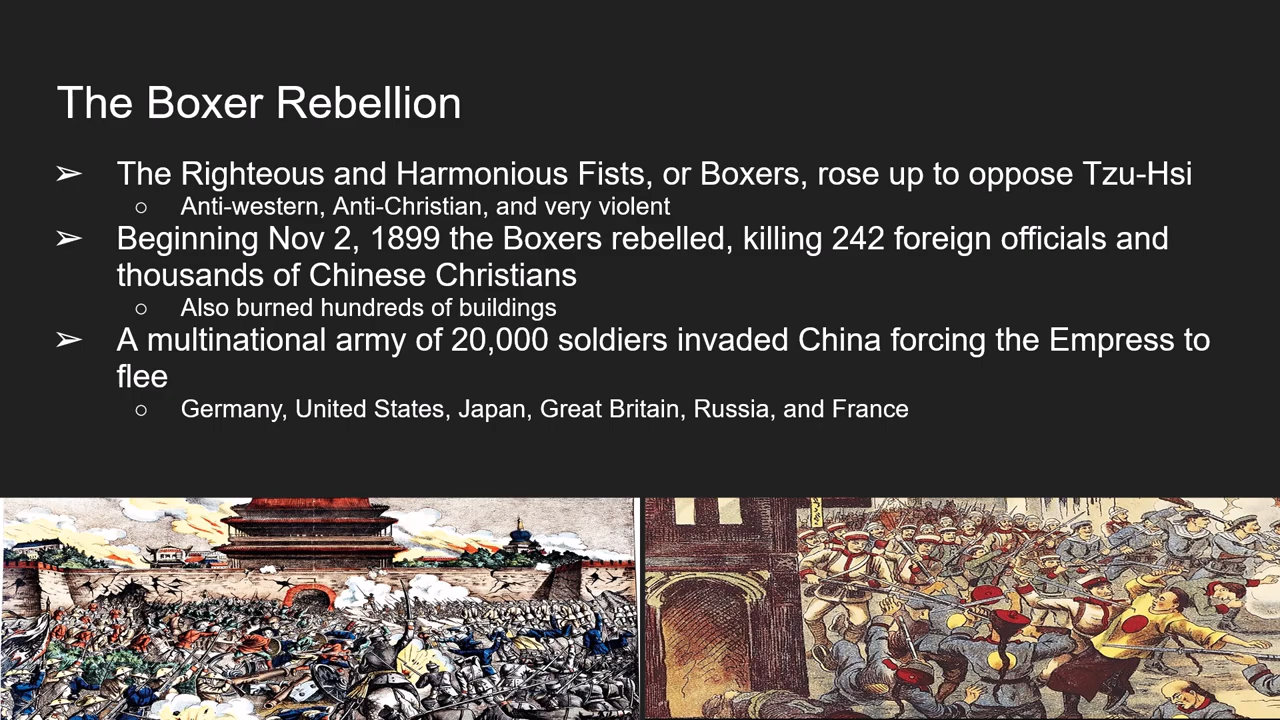 The Boxer Rebellion
➢ The Righteous and Harmonious Fists, or Boxers, rose up to oppose Tzu-Hsi
○ Anti-western, Anti-Christian, and very violent
➢ Beginning Nov 2, 1899 the Boxers rebelled, killing 242 foreign officials and
thousands of Chinese Christians
○ Also burned hundreds of buildings
➢ A multinational army of 20,000 soldiers invaded China forcing the Empress to
flee
○ Germany, United States, Japan, Great Britain, Russia, and France